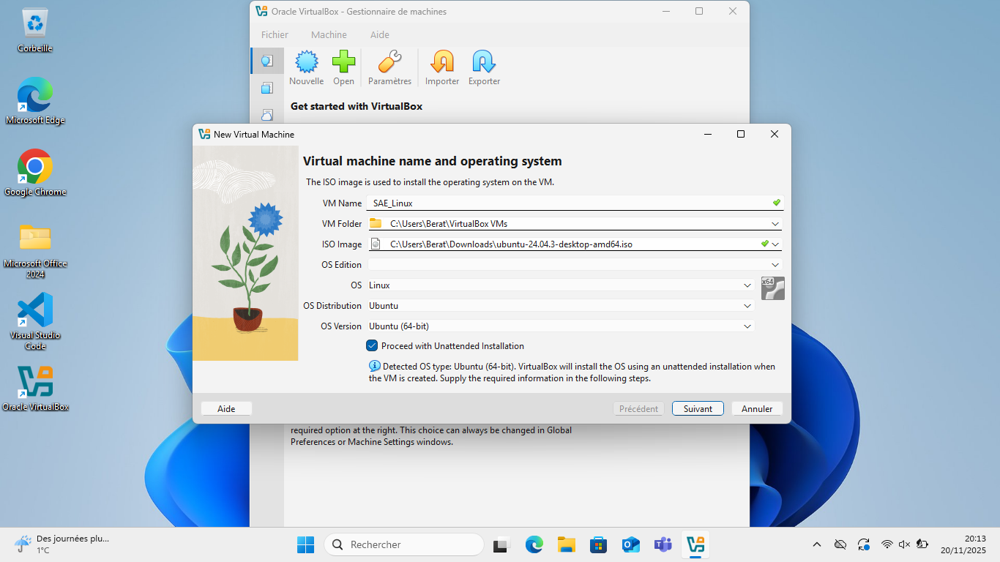 Corbeille
Microsoft Edge
Google Chrome
Microsoft Office
2024
Visual Studio
Code
Oracle VirtualBox
Oracle VirtualBox - Gestionnaire de machines
Fichier Machine Aide
Nouvelle Open Paramètres Importer Exporter
Get started with VirtualBox
New Virtual Machine
Virtual machine name and operating system
The ISO image is used to install the operating system on the VM.
VM Name SAE_Linux
VM Folder C:\Users\Berat\VirtualBox VMs
ISO Image C:\Users\Berat\Downloads\ubuntu-24.04.3-desktop-amd64.iso
OS Edition
OS Linux
x64
OS Distribution Ubuntu
OS Version Ubuntu (64-bit)
Proceed with Unattended Installation
Detected OS type: Ubuntu (64-bit). VirtualBox will install the OS using an unattended installation when
the VM is created. Supply the required information in the following steps.
Aide Précédent Suivant Annuler
required option at the right. This choice can always be changed in Global
Preferences or Machine Settings windows.
Des journées plu...
1°C
Rechercher
20:13
20/11/2025